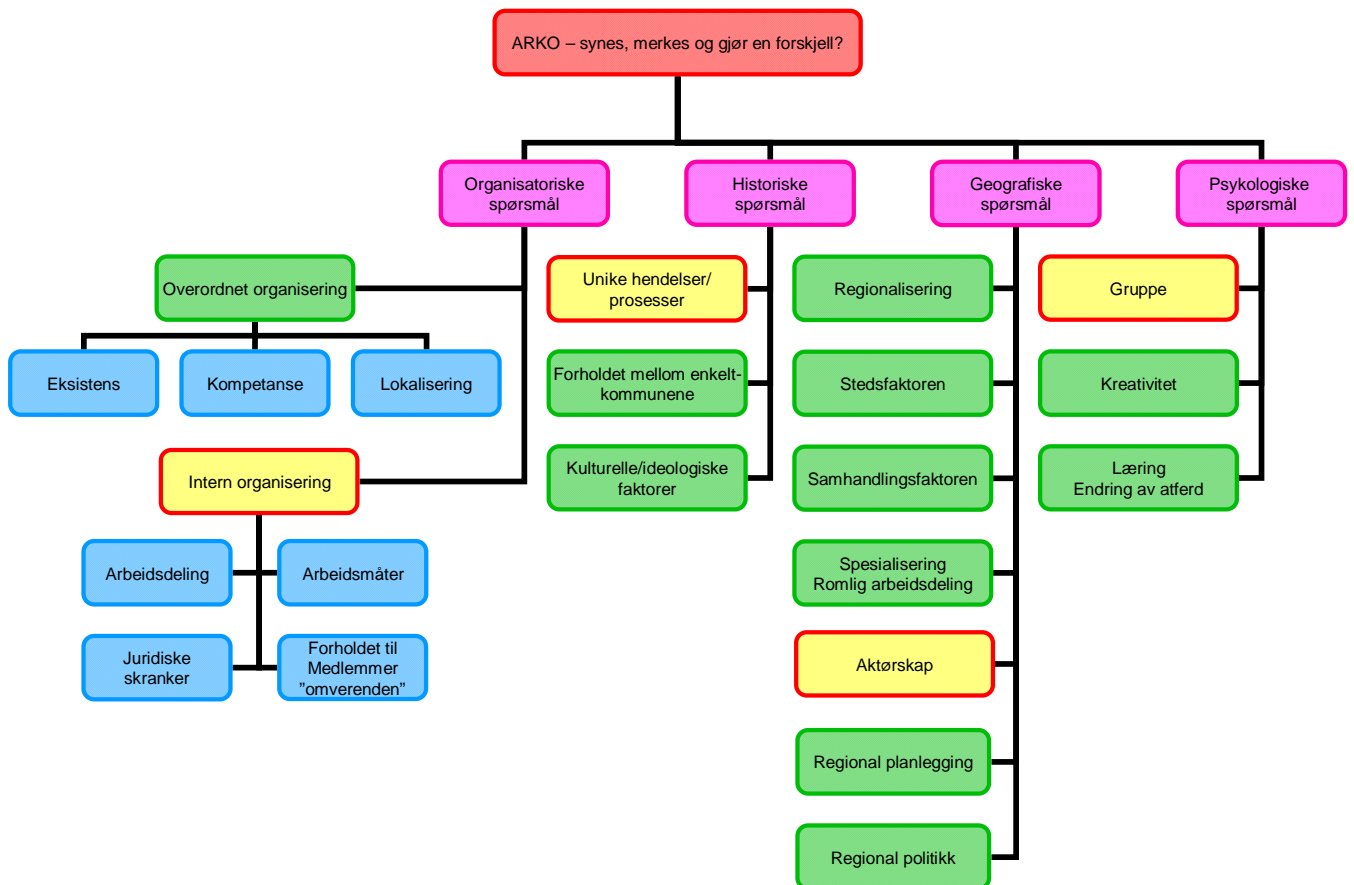 ARKO – synes, merkes og gjør en forskjell?
Organisatoriske
spørsmål
Historiske
spørsmål
Geografiske
spørsmål
Psykologiske
spørsmål
Overordnet organisering
Eksistens
Kompetanse
Lokalisering
Intern organisering
Arbeidsdeling
Arbeidsmåter
Juridiske
skranker
Forholdet til
Medlemmer
”omverenden”
Unike hendelser/
prosesser
Forholdet mellom enkelt-
kommunene
Kulturelle/ideologiske
faktorer
Regionalisering
Stedsfaktoren
Samhandlingsfaktoren
Spesialisering
Romlig arbeidsdeling
Aktørskap
Regional planlegging
Regional politikk
Gruppe
Kreativitet
Læring
Endring av atferd